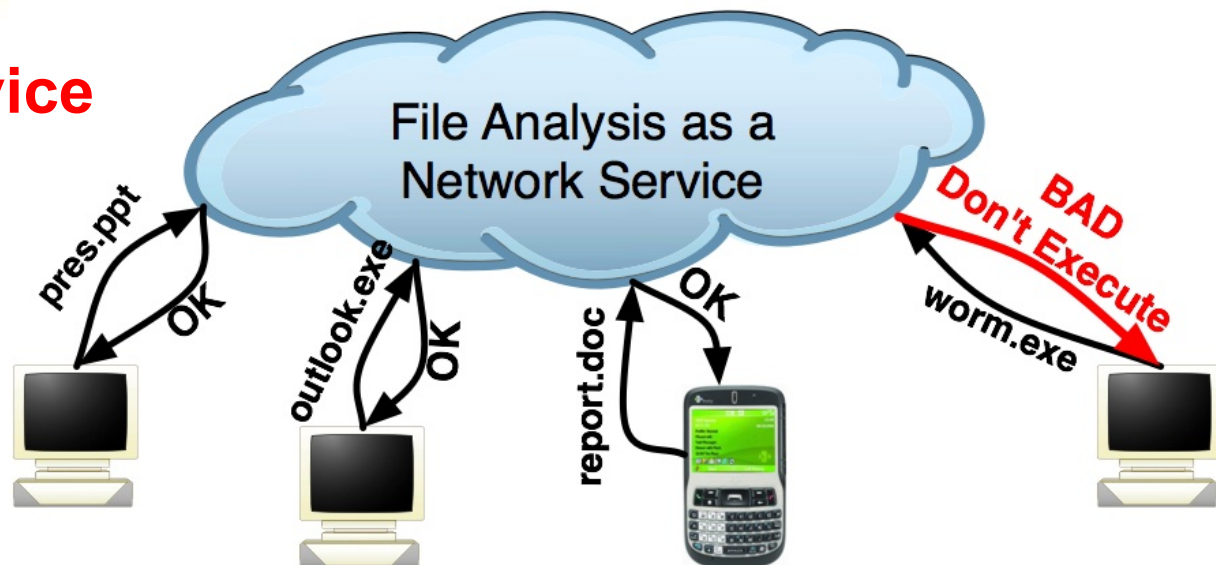 vice
File Analysis as a
Network Service
pres.ppt
OK
outlook.exe
OK
report.doc
OK
BAD
Don't Execute
worm.exe